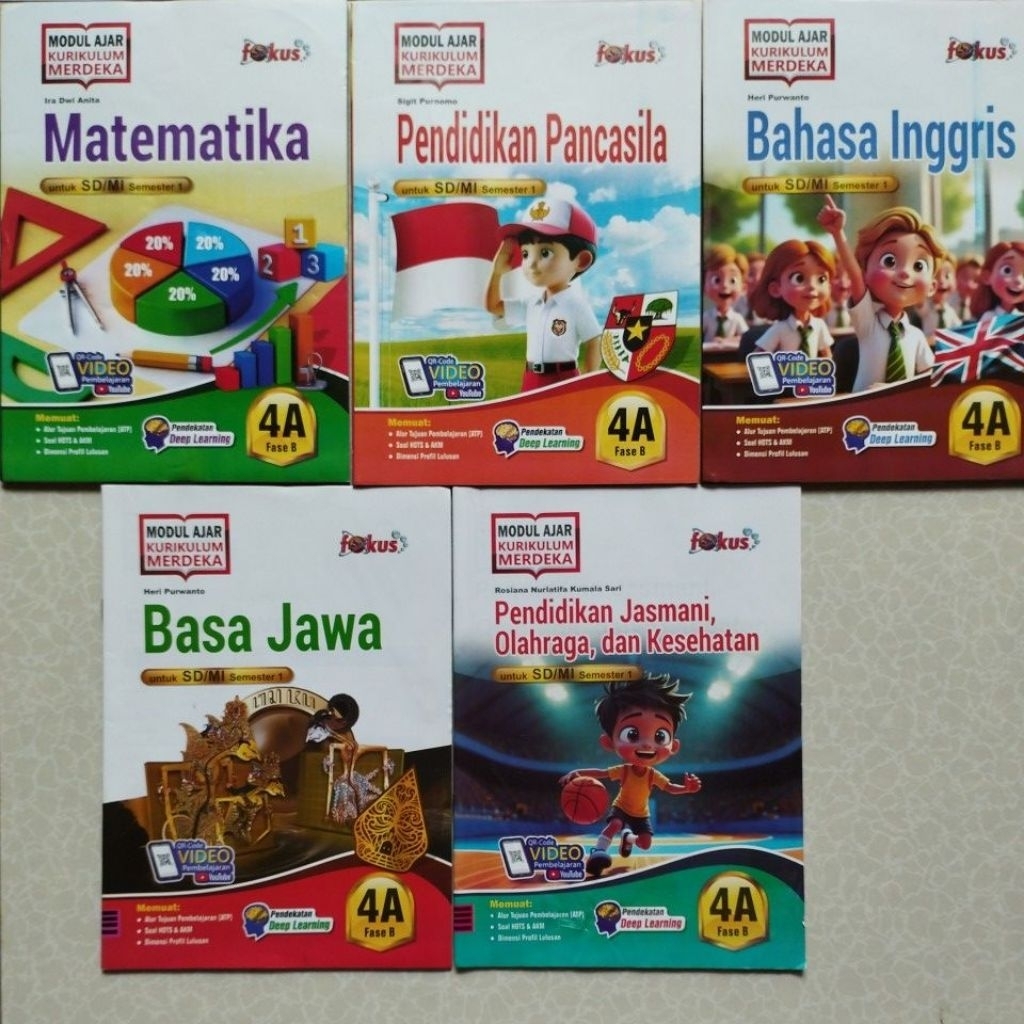 MODUL AJAR
KURIKULUM
MERDEKA
fokus
Ira Dwi Anita
Matematika
untuk SD/MI Semester 1
20%
20%
20%
20%
20%
1
2
3
QR-Code
VIDEO
Pembelajaran
YouTube
Memuat:
• Alur Tujuan Pembelajaran (ATP)
• Soal HOTS & AKM
• Dimensi Profil Lulusan
Pendekatan
Deep Learning
4A
Fase B
MODUL AJAR
KURIKULUM
MERDEKA
fokus
Sigit Purnomo
Pendidikan Pancasila
untuk SD/MI Semester 1
QR-Code
VIDEO
Pembelajaran
YouTube
Memuat:
• Alur Tujuan Pembelajaran (ATP)
• Soal HOTS & AKM
• Dimensi Profil Lulusan
Pendekatan
Deep Learning
4A
Fase B
MODUL AJAR
KURIKULUM
MERDEKA
fokus
Heri Purwanto
Bahasa Inggris
untuk SD/MI Semester 1
QR-Code
VIDEO
Pembelajaran
YouTube
Memuat:
• Alur Tujuan Pembelajaran (ATP)
• Soal HOTS & AKM
• Dimensi Profil Lulusan
Pendekatan
Deep Learning
4A
Fase B
MODUL AJAR
KURIKULUM
MERDEKA
fokus
Heri Purwanto
Basa Jawa
untuk SD/MI Semester 1
QR-Code
VIDEO
Pembelajaran
YouTube
Memuat:
• Alur Tujuan Pembelajaran (ATP)
• Soal HOTS & AKM
• Dimensi Profil Lulusan
Pendekatan
Deep Learning
4A
Fase B
MODUL AJAR
KURIKULUM
MERDEKA
fokus
Rosiana Nurlatifa Kumala Sari
Pendidikan Jasmani,
Olahraga, dan Kesehatan
untuk SD/MI Semester 1
QR-Code
VIDEO
Pembelajaran
YouTube
Memuat:
• Alur Tujuan Pembelajaran (ATP)
• Soal HOTS & AKM
• Dimensi Profil Lulusan
Pendekatan
Deep Learning
4A
Fase B